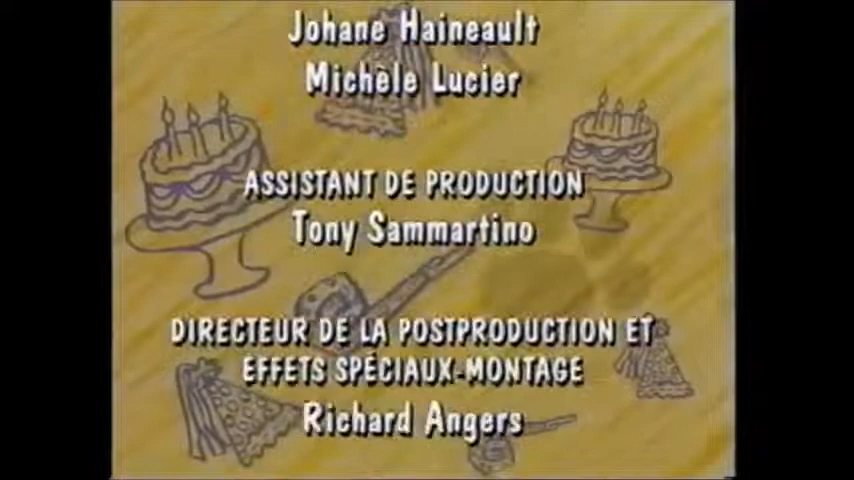 Johane Haineault
Michèle Lucier
ASSISTANT DE PRODUCTION
Tony Sammartino
DIRECTEUR DE LA POSTPRODUCTION ET
EFFETS SPÉCIAUX-MONTAGE
Richard Angers